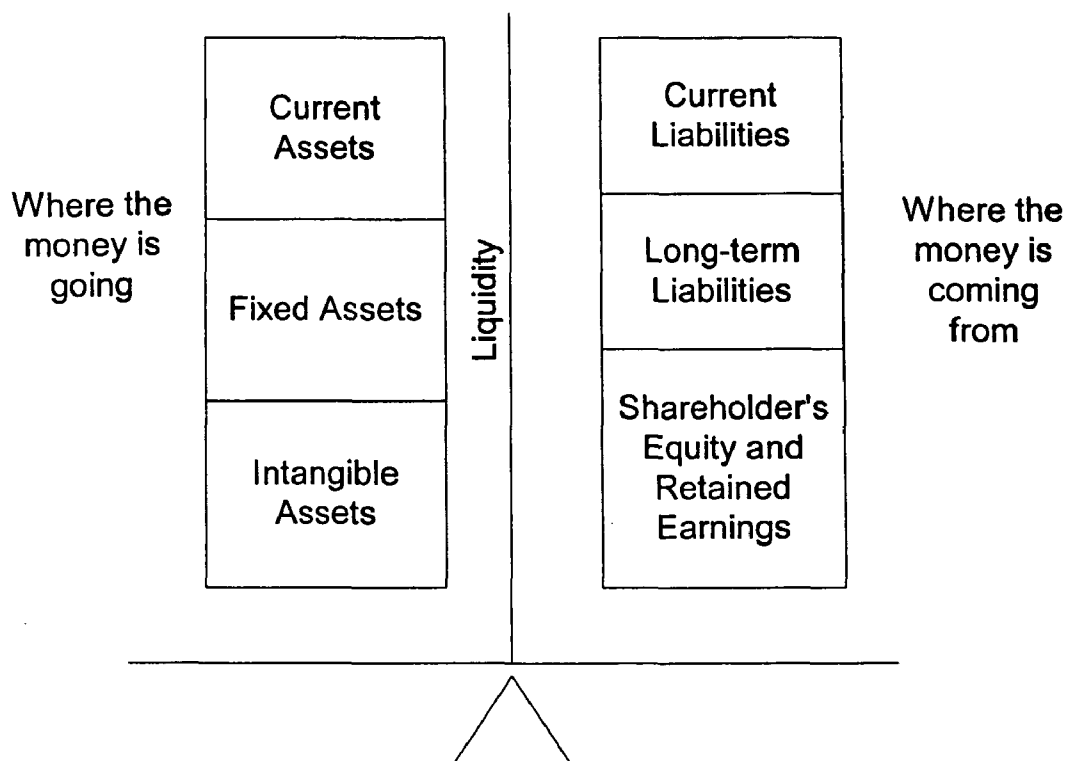 Where the
money is
going
Current
Assets
Fixed Assets
Intangible
Assets
Liquidity
Current
Liabilities
Long-term
Liabilities
Shareholder's
Equity and
Retained
Earnings
Where the
money is
coming
from